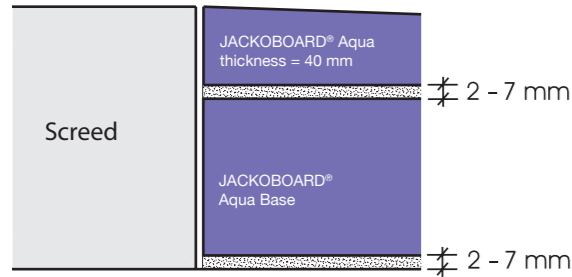 JACKOBOARD® Aqua
thickness = 40 mm
2 - 7 mm
Screed
JACKOBOARD®
Aqua Base
2 - 7 mm